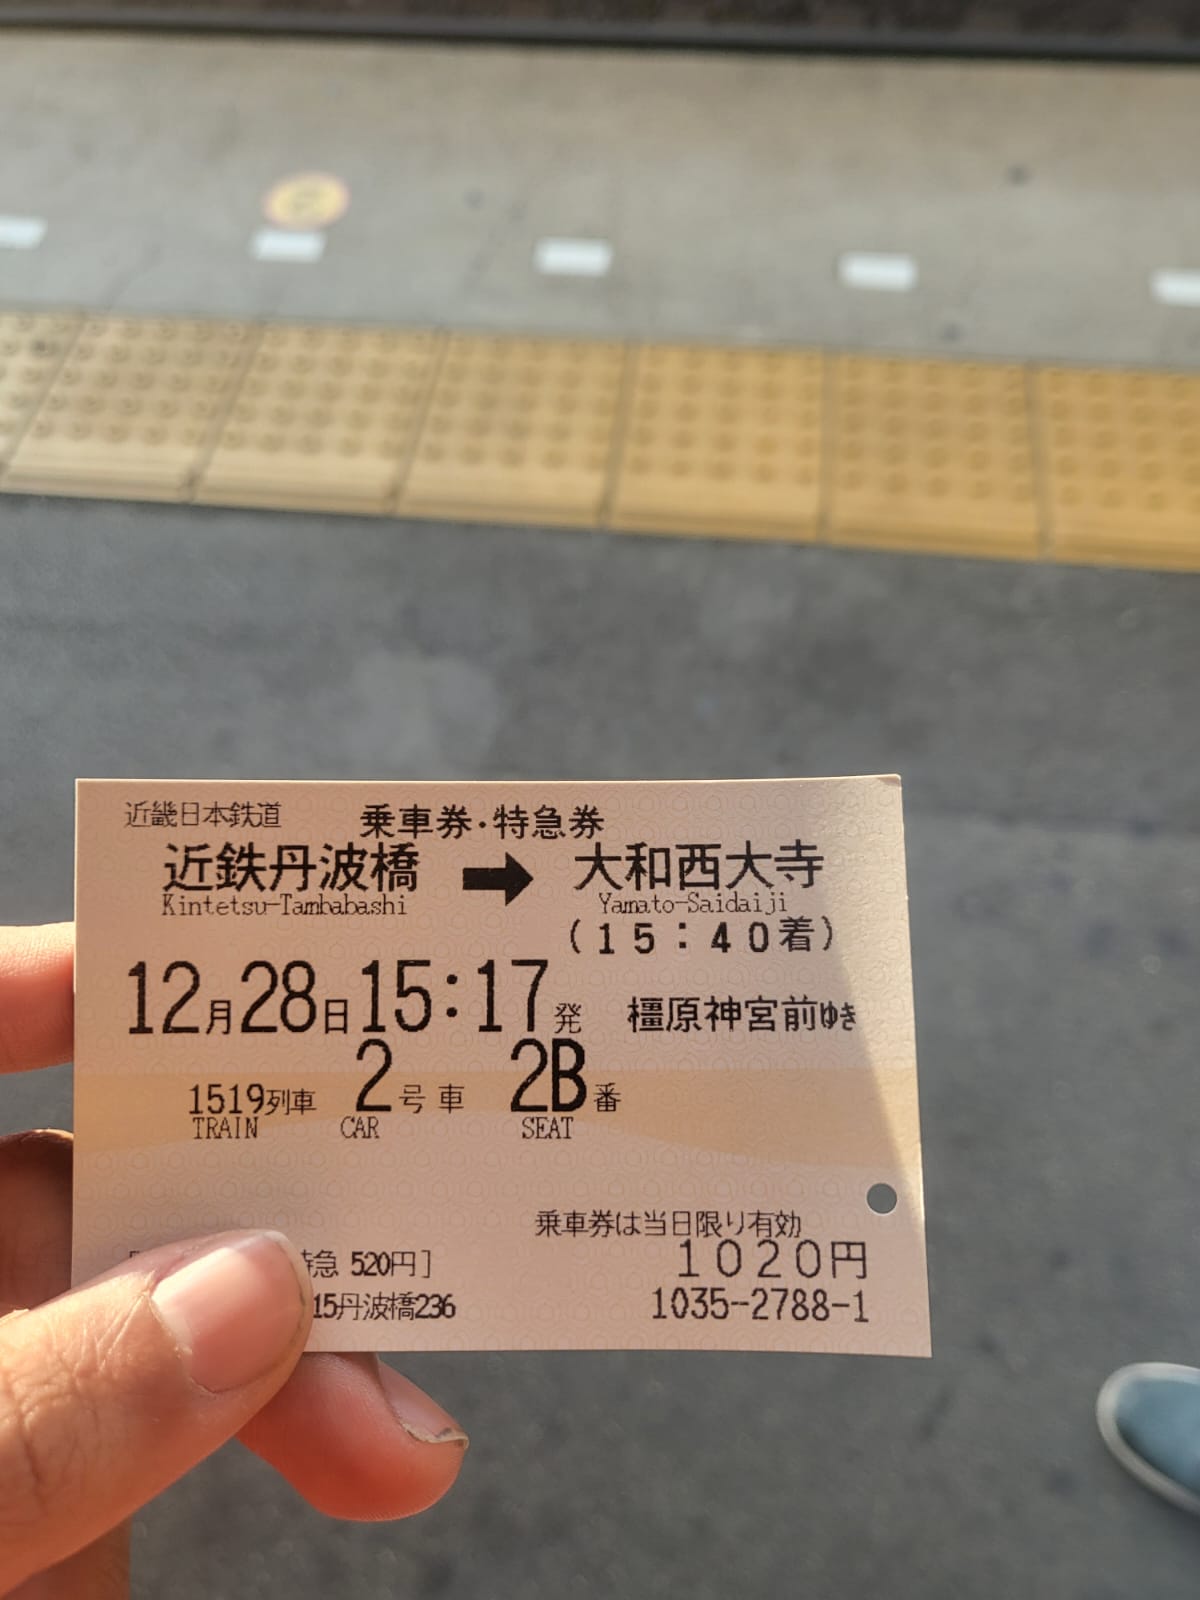 近畿日本鉄道 乗車券・特急券
近鉄丹波橋 ➡ 大和西大寺
Kintetsu-Tambabashi Yamato-Saidaiji
(15:40着)
12月28日15:17発 橿原神宮前ゆき
1519列車 2号車 2B番
TRAIN CAR SEAT
乗車券は当日限り有効
特急 520円] 1020円
15丹波橋236 1035-2788-1